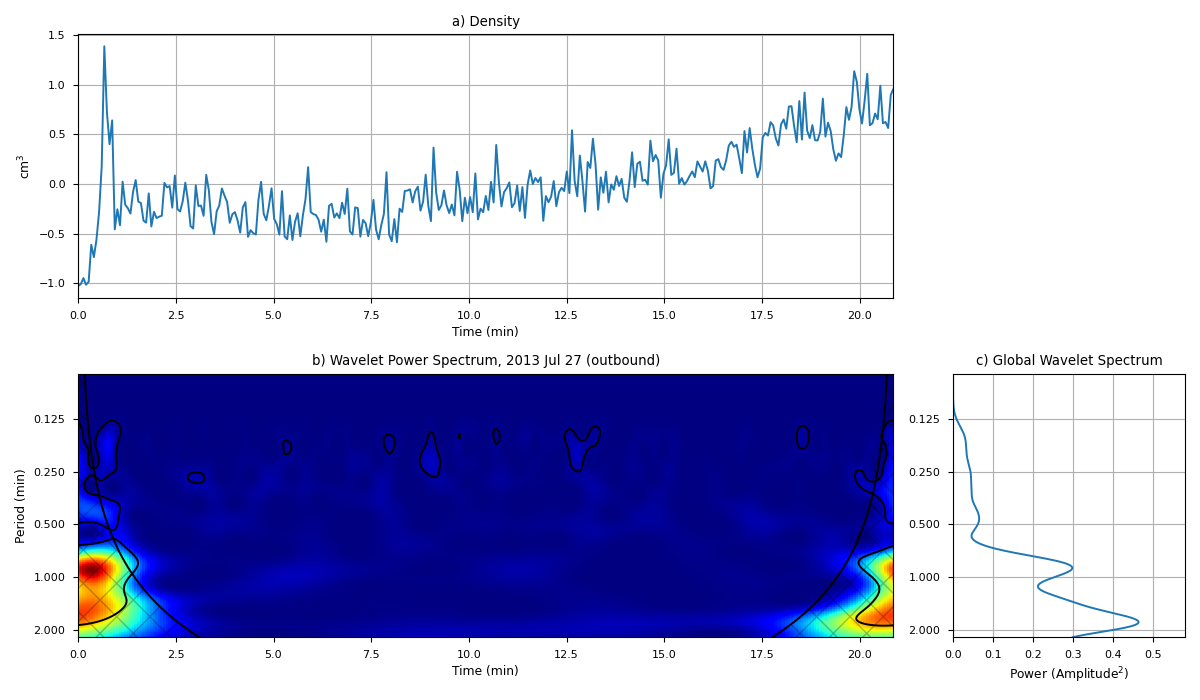 a) Density
1.5
1.0
0.5
0.0
−0.5
−1.0
cm³
0.0 2.5 5.0 7.5 10.0 12.5 15.0 17.5 20.0
Time (min)
b) Wavelet Power Spectrum, 2013 Jul 27 (outbound)
0.125
0.250
0.500
1.000
2.000
Period (min)
0.0 2.5 5.0 7.5 10.0 12.5 15.0 17.5 20.0
Time (min)
c) Global Wavelet Spectrum
0.125
0.250
0.500
1.000
2.000
0.0 0.1 0.2 0.3 0.4 0.5
Power (Amplitude²)